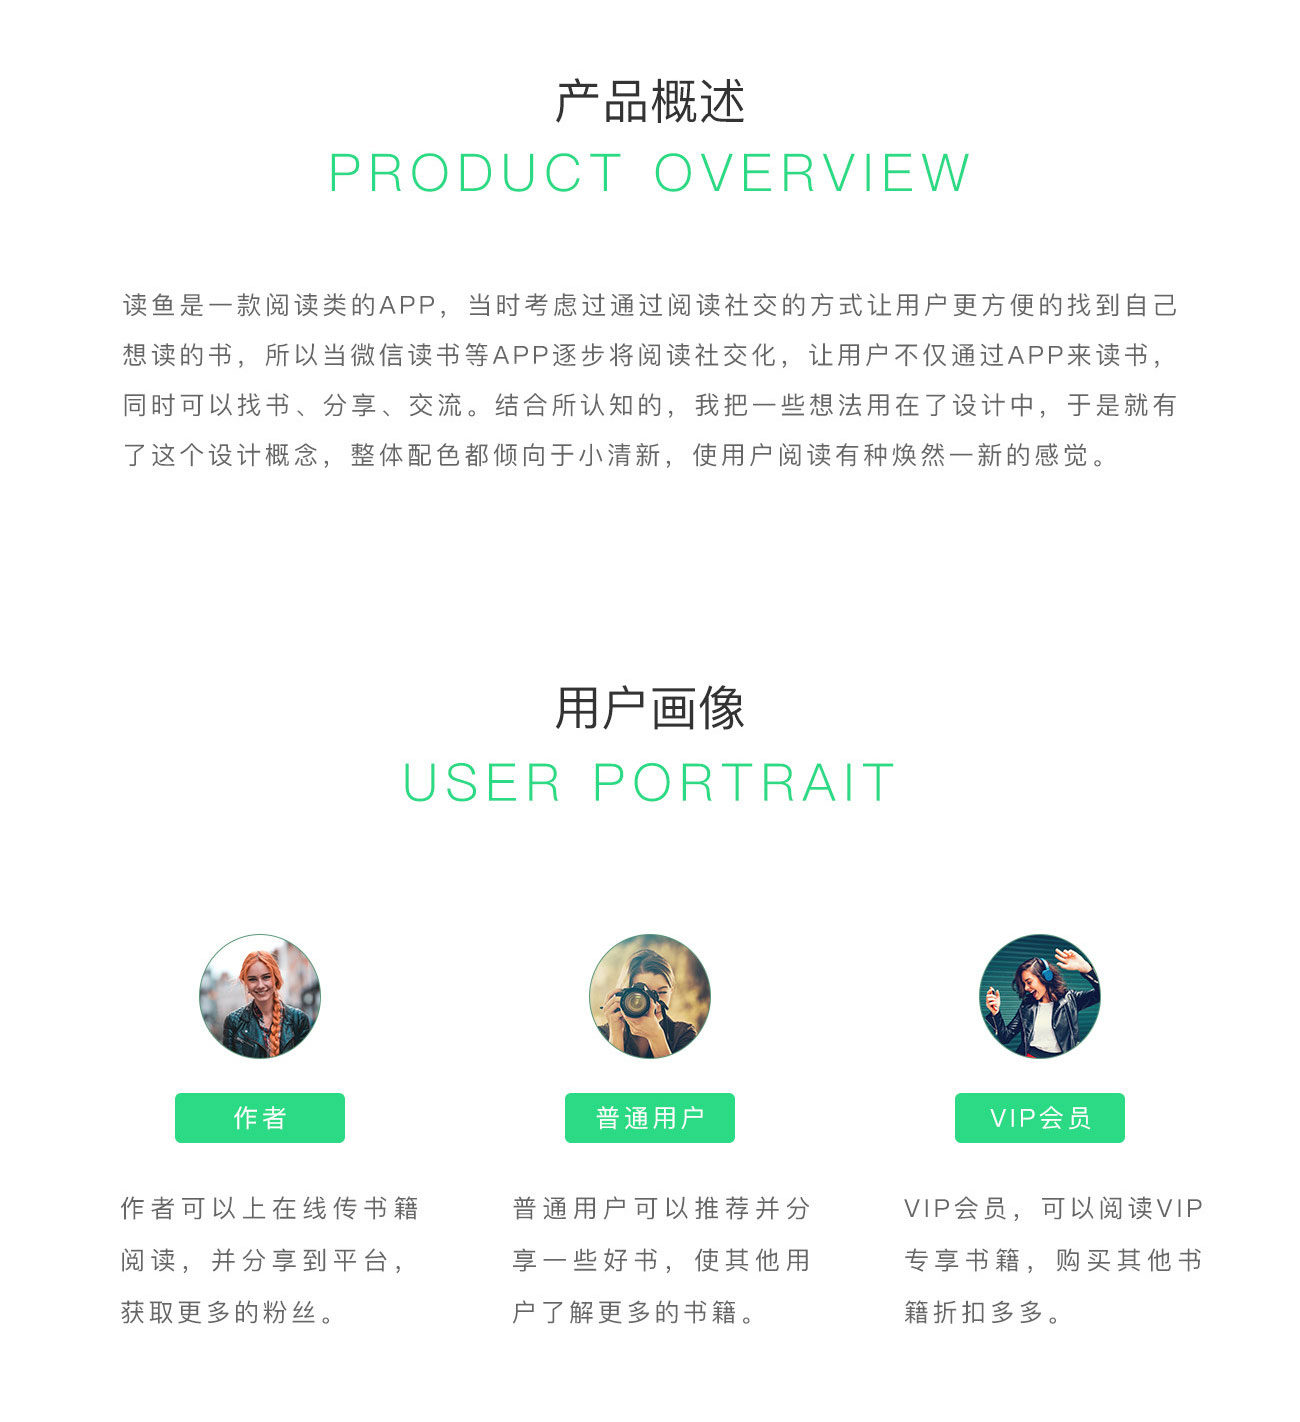 产品概述
PRODUCT OVERVIEW
读鱼是一款阅读类的APP，当时考虑过通过阅读社交的方式让用户更方便的找到自己
想读的书，所以当微信读书等APP逐步将阅读社交化，让用户不仅通过APP来读书，
同时可以找书、分享、交流。结合所认知的，我把一些想法用在了设计中，于是就有
了这个设计概念，整体配色都倾向于小清新，使用户阅读有种焕然一新的感觉。
用户画像
USER PORTRAIT
作者
普通用户
VIP会员
作者可以上在线传书籍
阅读，并分享到平台，
获取更多的粉丝。
普通用户可以推荐并分
享一些好书，使其他用
户了解更多的书籍。
VIP会员，可以阅读VIP
专享书籍，购买其他书
籍折扣多多。